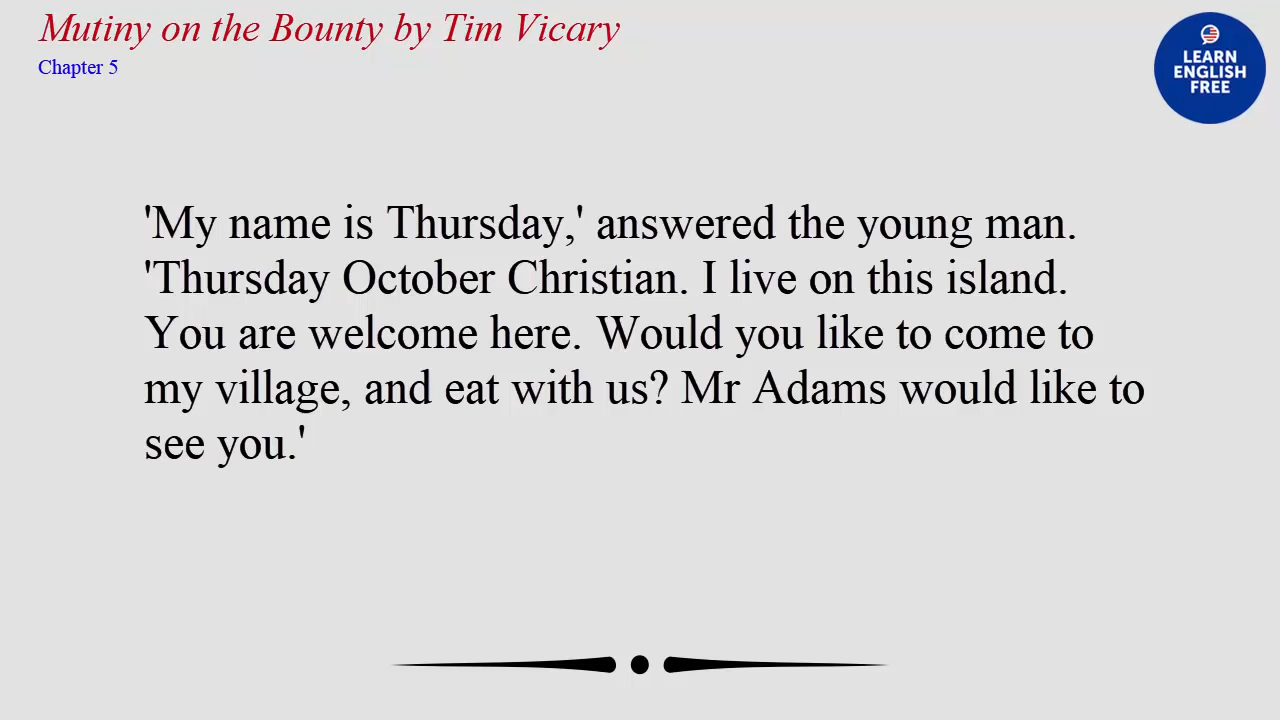 Mutiny on the Bounty by Tim Vicary
Chapter 5
LEARN
ENGLISH
FREE
'My name is Thursday,' answered the young man.
'Thursday October Christian. I live on this island.
You are welcome here. Would you like to come to
my village, and eat with us? Mr Adams would like to
see you.'